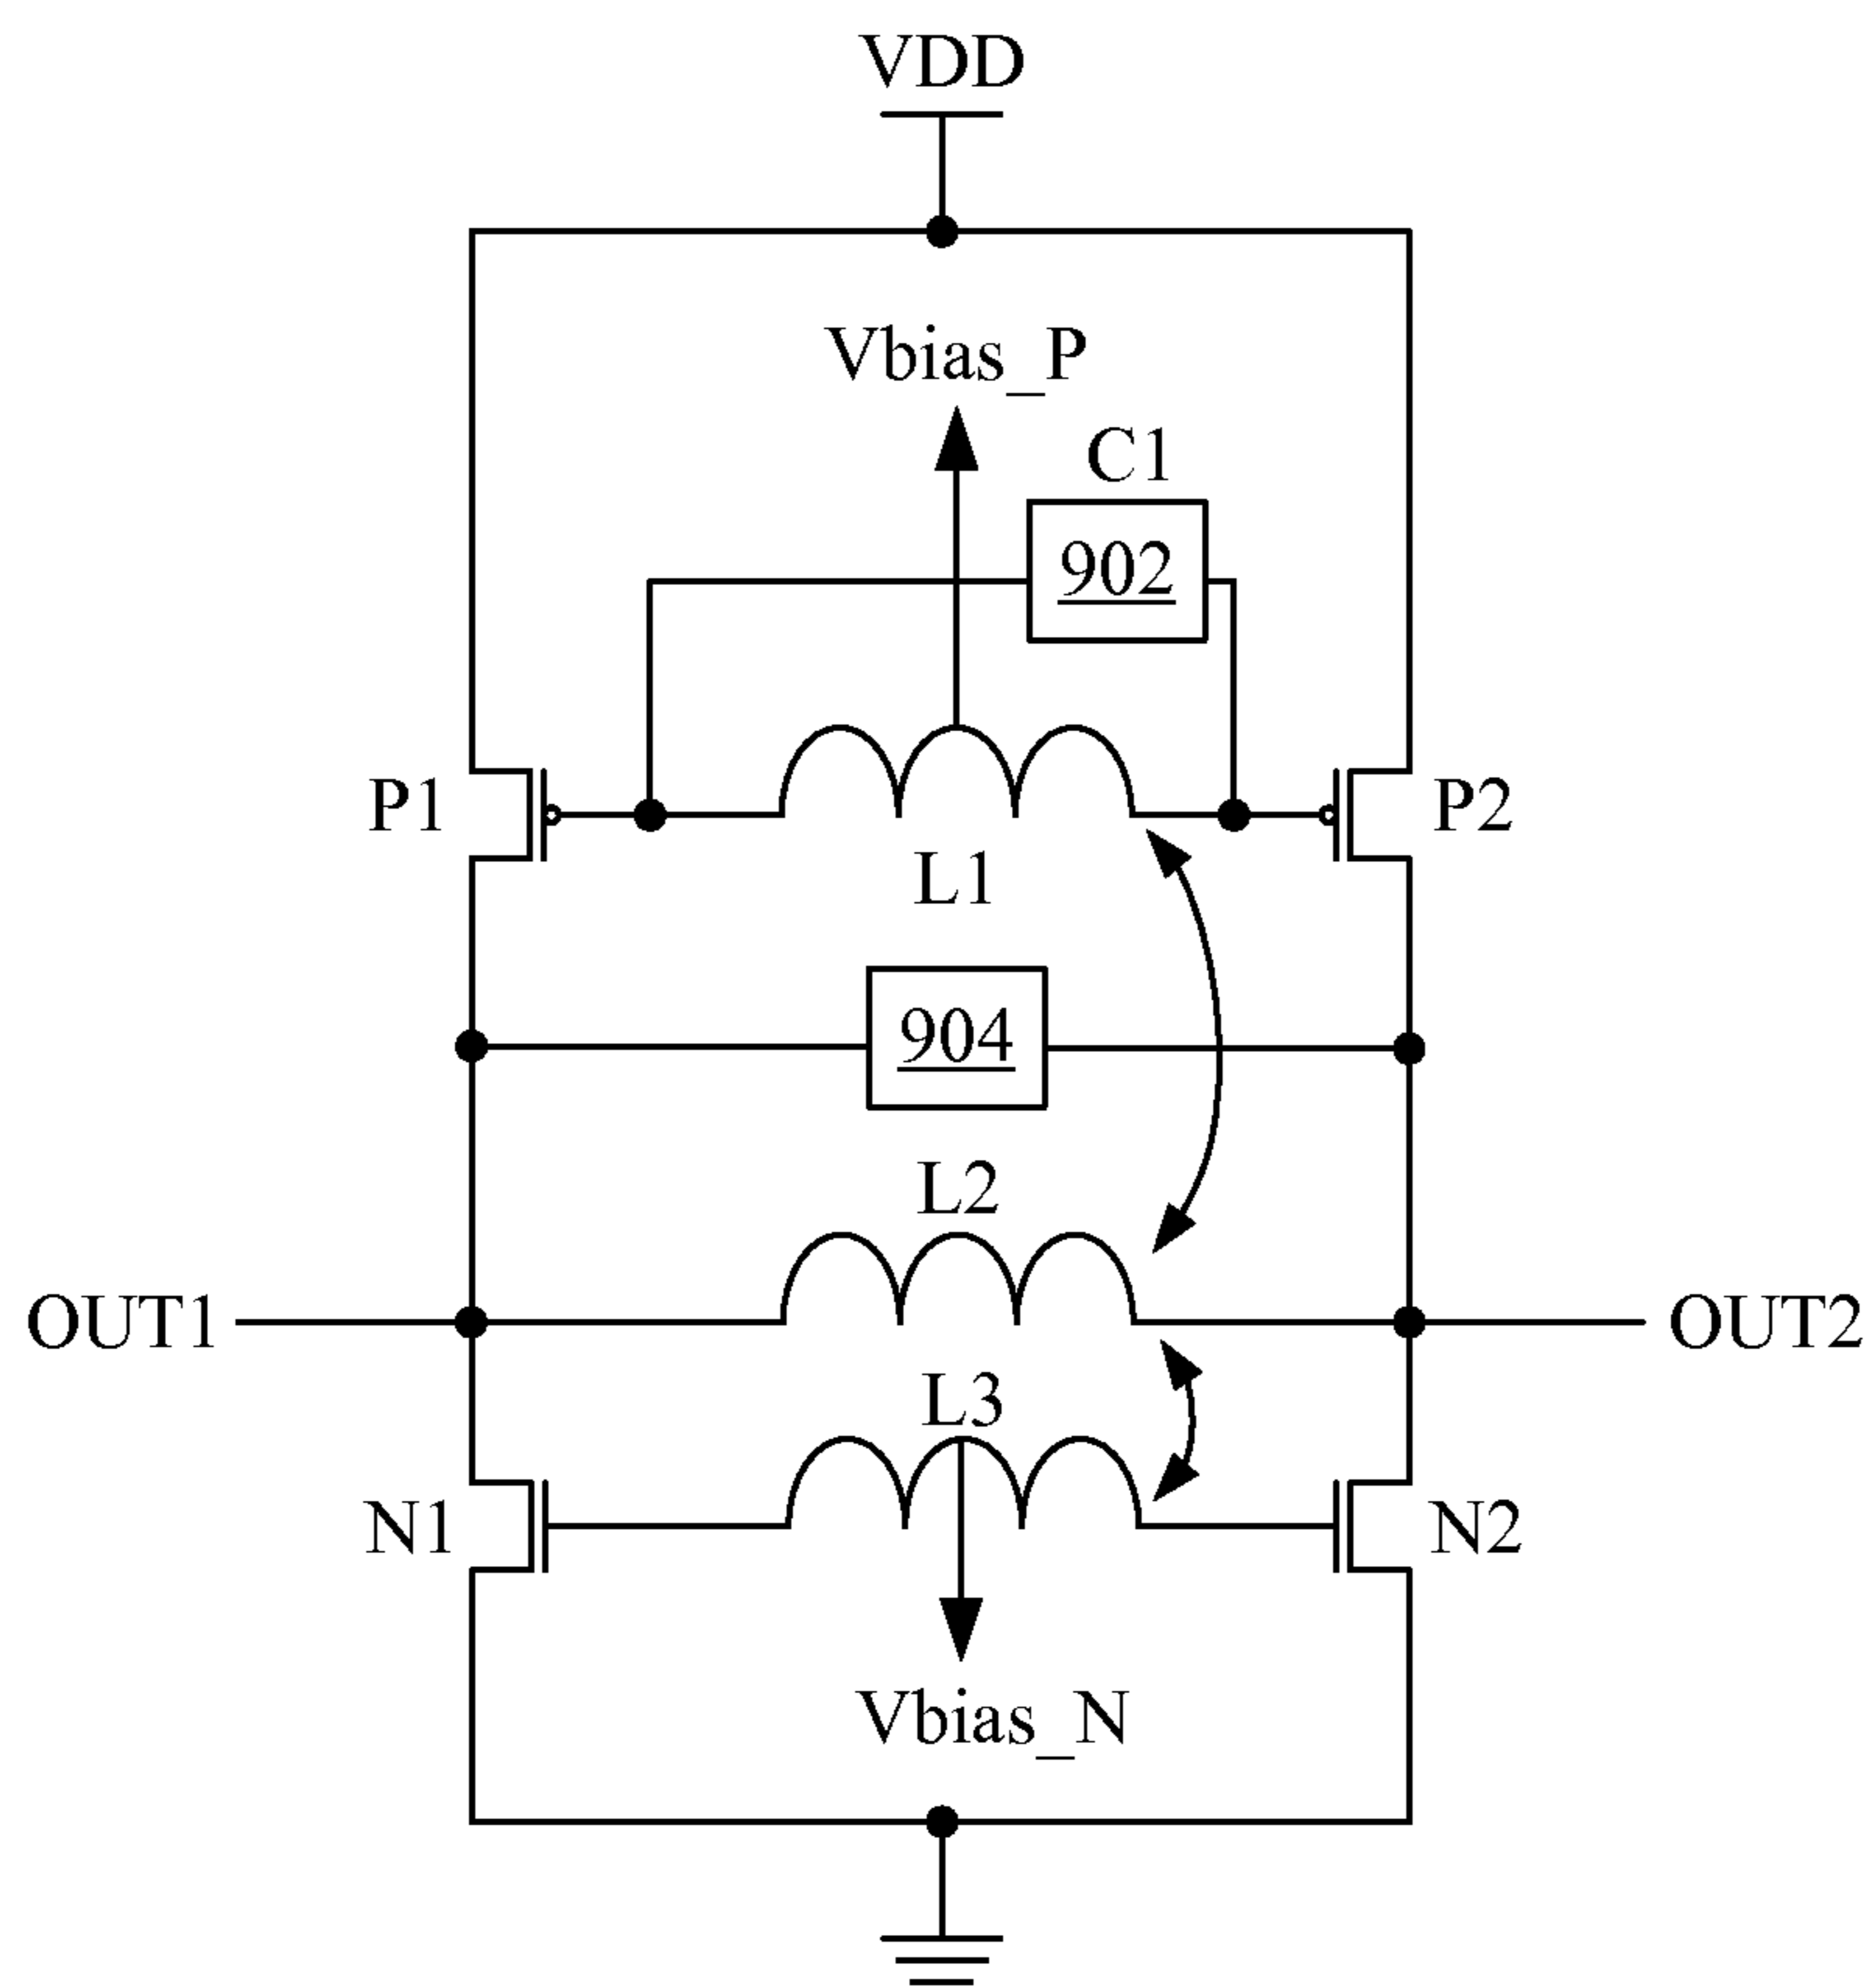 VDD
Vbias_P
C1
902
P1
P2
L1
904
L2
OUT1
OUT2
L3
N1
N2
Vbias_N